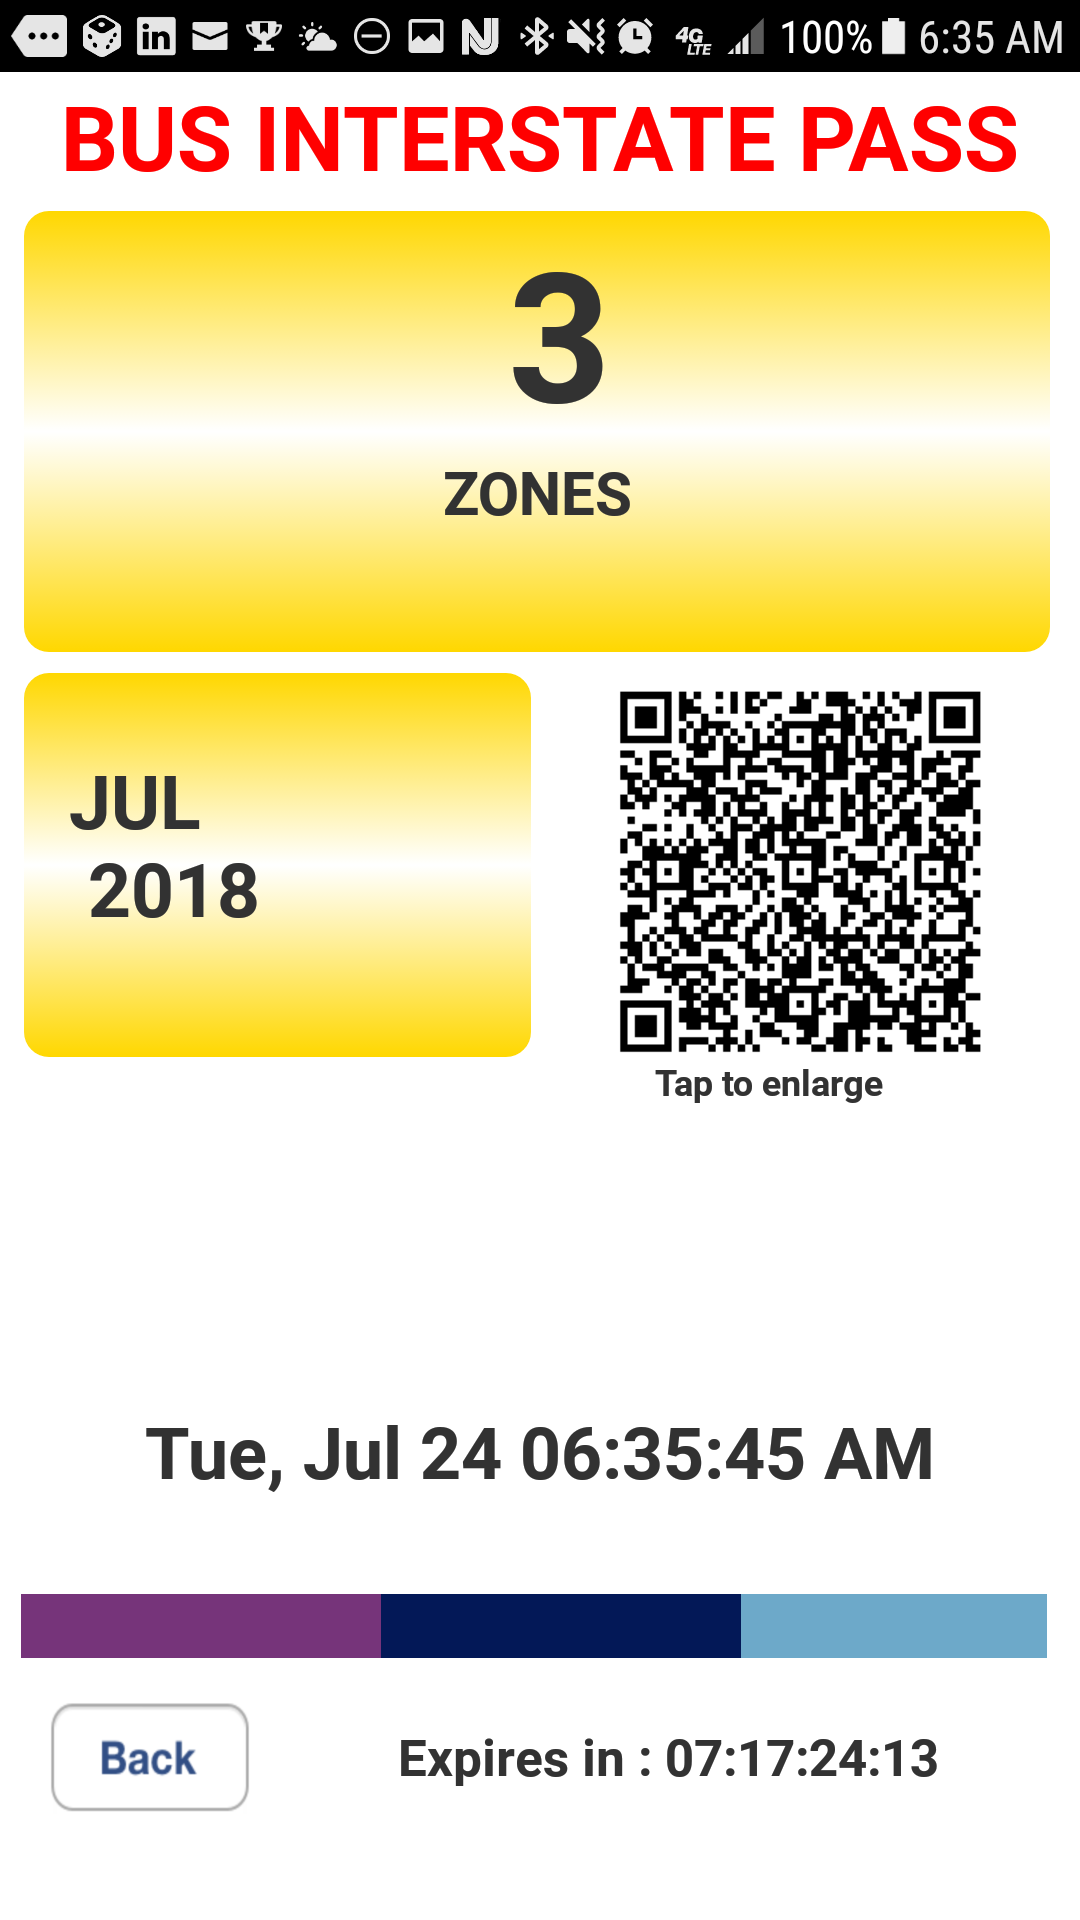 in N 4G LTE 100% 6:35 AM
BUS INTERSTATE PASS
3
ZONES
JUL
2018
Tap to enlarge
Tue, Jul 24 06:35:45 AM
Back
Expires in : 07:17:24:13